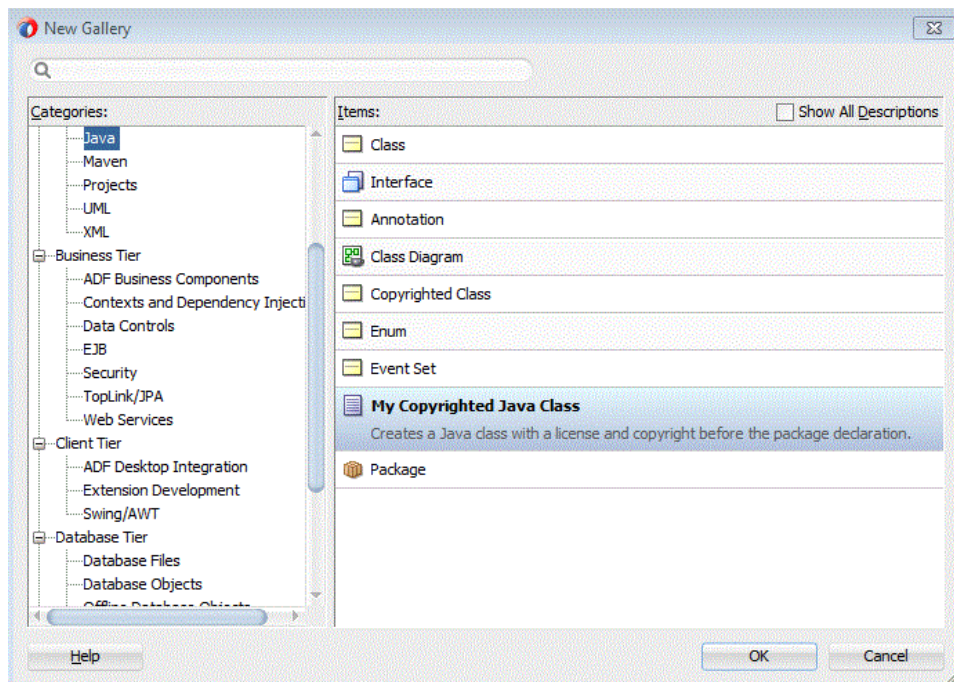 New Gallery
Categories:
Java
Maven
Projects
UML
XML
Business Tier
ADF Business Components
Contexts and Dependency Injecti
Data Controls
EJB
Security
TopLink/JPA
Web Services
Client Tier
ADF Desktop Integration
Extension Development
Swing/AWT
Database Tier
Database Files
Database Objects
Offline Database Objects
Items:
Show All Descriptions
Class
Interface
Annotation
Class Diagram
Copyrighted Class
Enum
Event Set
My Copyrighted Java Class
Creates a Java class with a license and copyright before the package declaration.
Package
Help
OK
Cancel